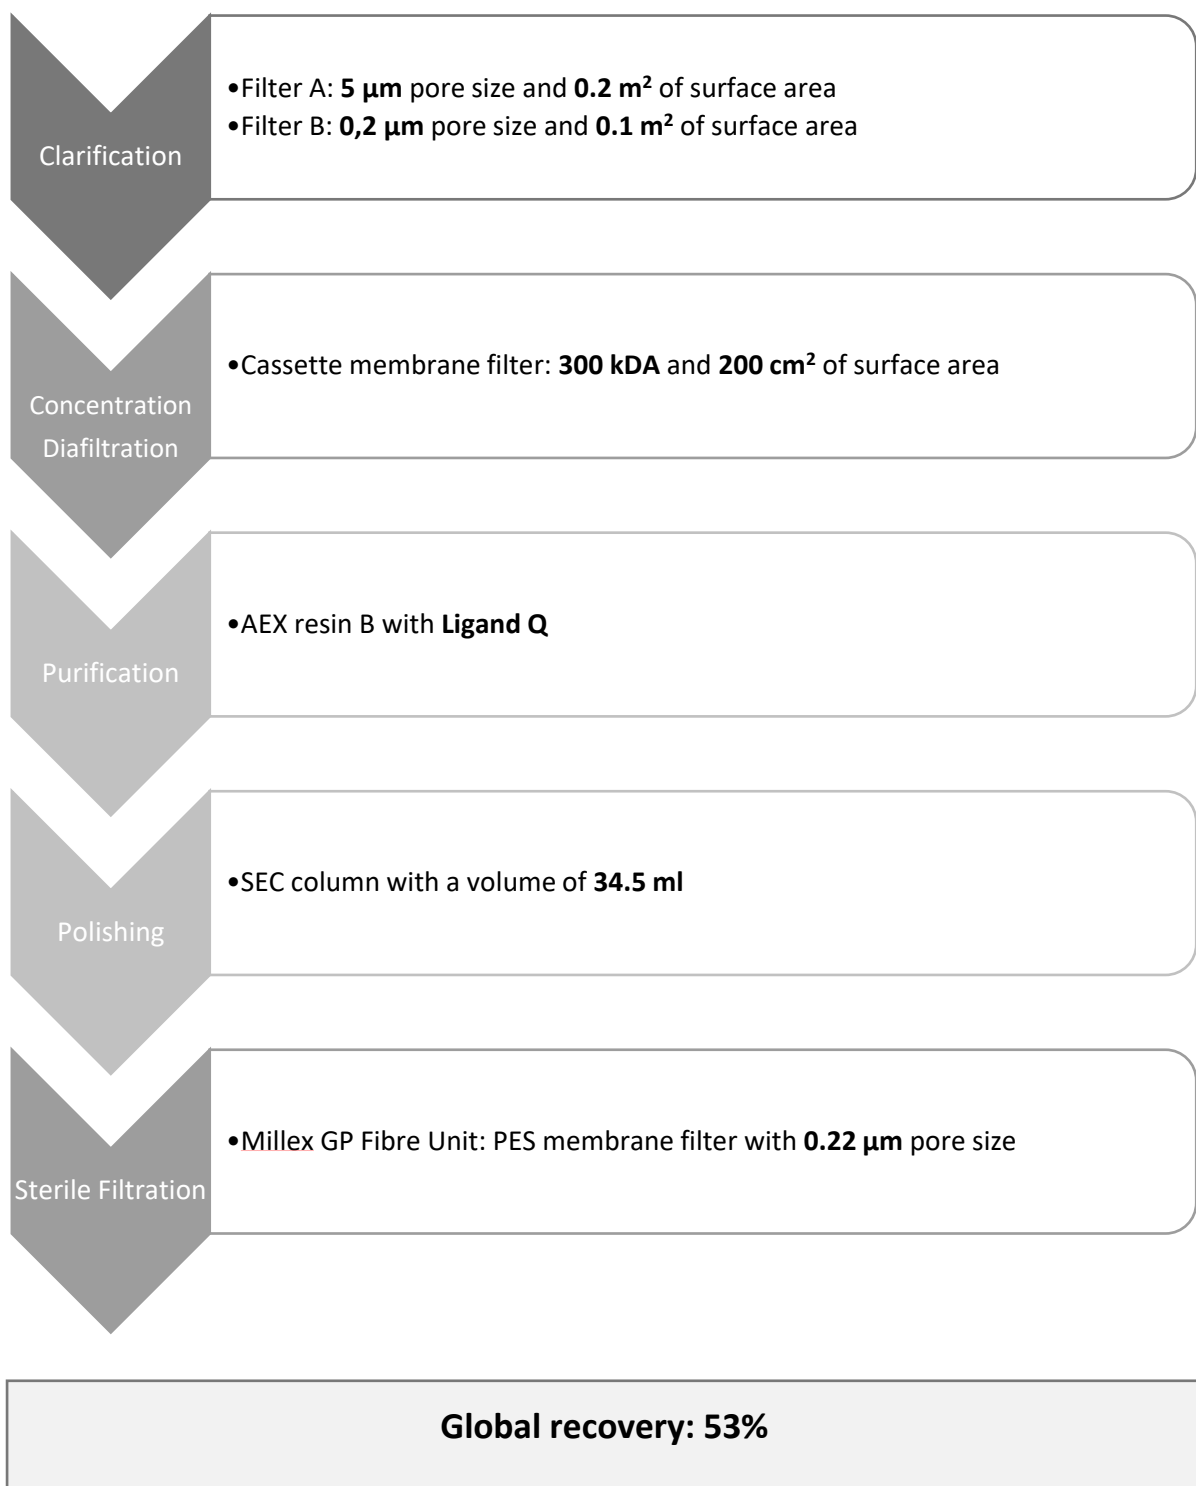 Clarification
•Filter A: 5 µm pore size and 0.2 m² of surface area
•Filter B: 0,2 µm pore size and 0.1 m² of surface area
Concentration
Diafiltration
•Cassette membrane filter: 300 kDA and 200 cm² of surface area
Purification
•AEX resin B with Ligand Q
Polishing
•SEC column with a volume of 34.5 ml
Sterile Filtration
•Millex GP Fibre Unit: PES membrane filter with 0.22 µm pore size
Global recovery: 53%